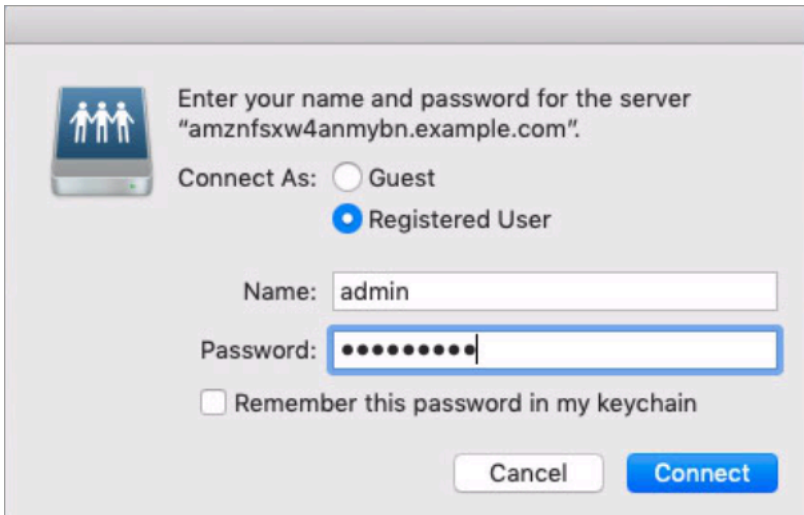 Enter your name and password for the server
“amznfsxw4anmybn.example.com”.
Connect As: Guest
Registered User
Name: admin
Password: •••••••••
Remember this password in my keychain
Cancel Connect